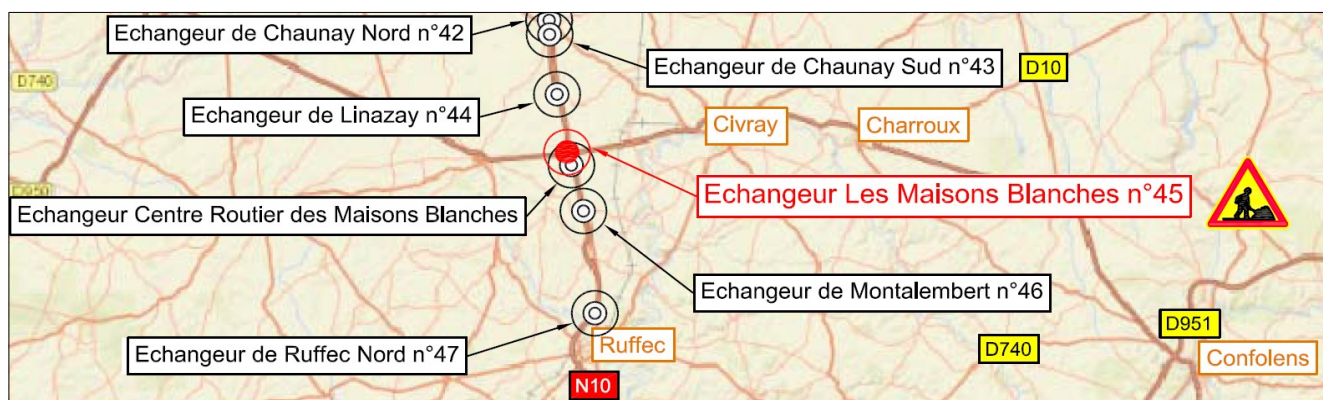 Echangeur de Chaunay Nord n°42
Echangeur de Chaunay Sud n°43
D10
D740
Echangeur de Linazay n°44
Civray
Charroux
Echangeur Les Maisons Blanches n°45
D950
Echangeur Centre Routier des Maisons Blanches
Echangeur de Montalembert n°46
D951
Echangeur de Ruffec Nord n°47
Ruffec
D740
Confolens
N10